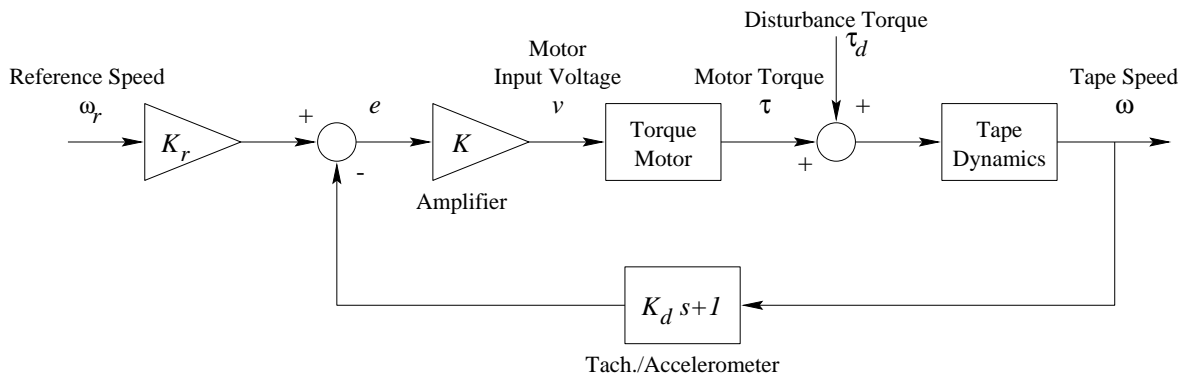 Disturbance Torque
τd
Motor
Input Voltage
v
Reference Speed
ωr
Motor Torque
τ
Tape Speed
ω
+
e
+
Kr
K
Torque
Motor
+
Tape
Dynamics
-
Amplifier
Kd s+1
Tach./Accelerometer